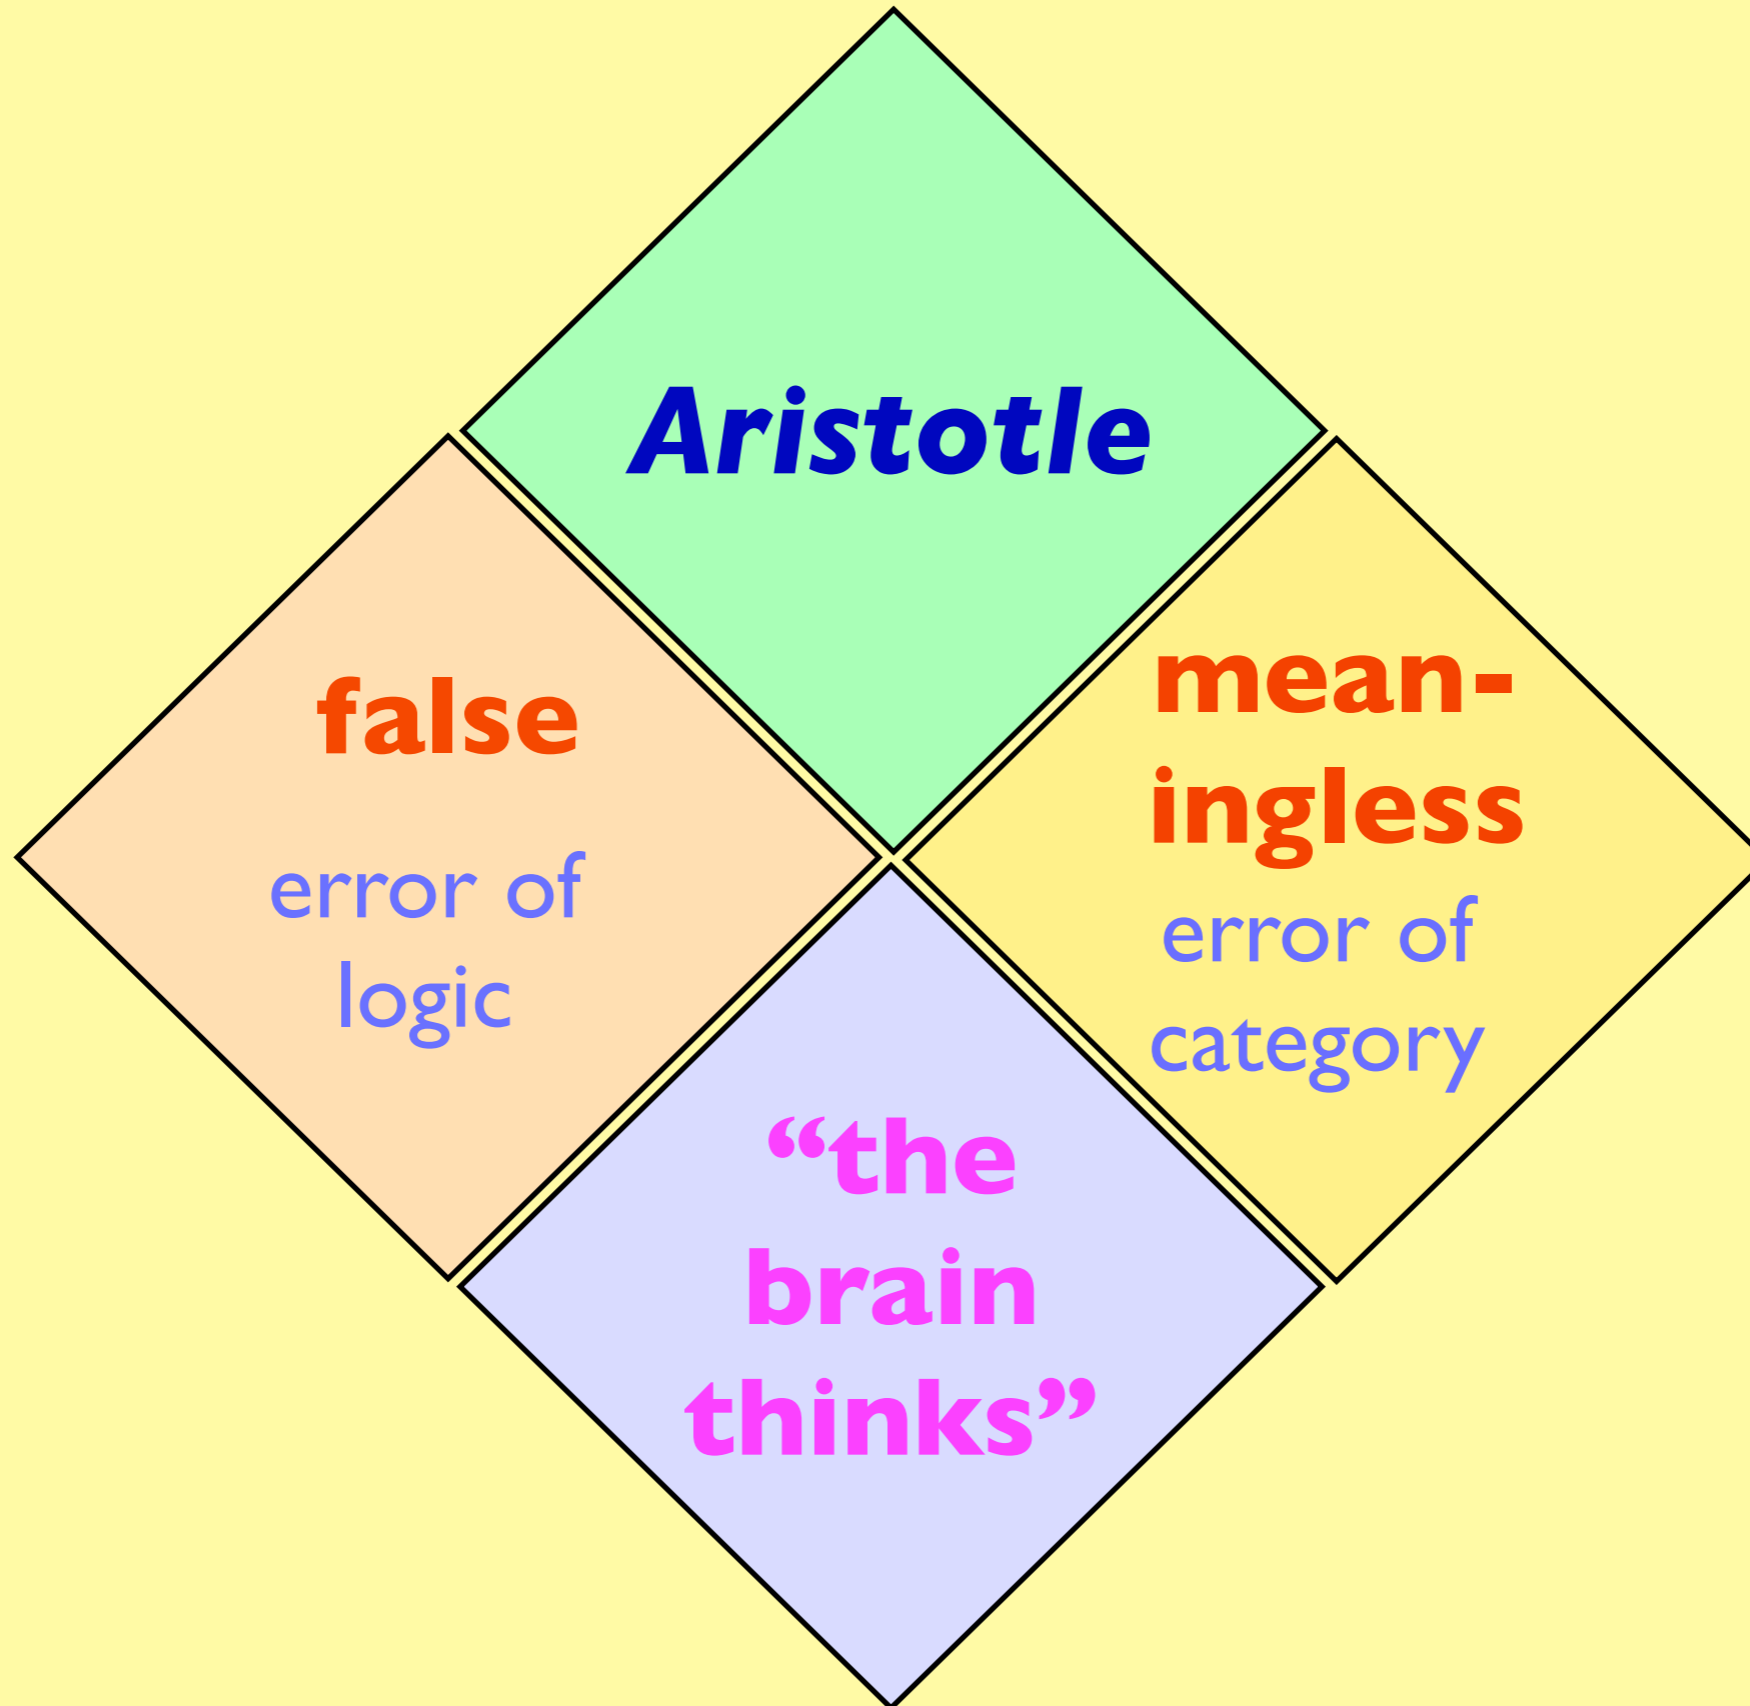 Aristotle
false
error of
logic
mean-
ingless
error of
category
“the
brain
thinks”